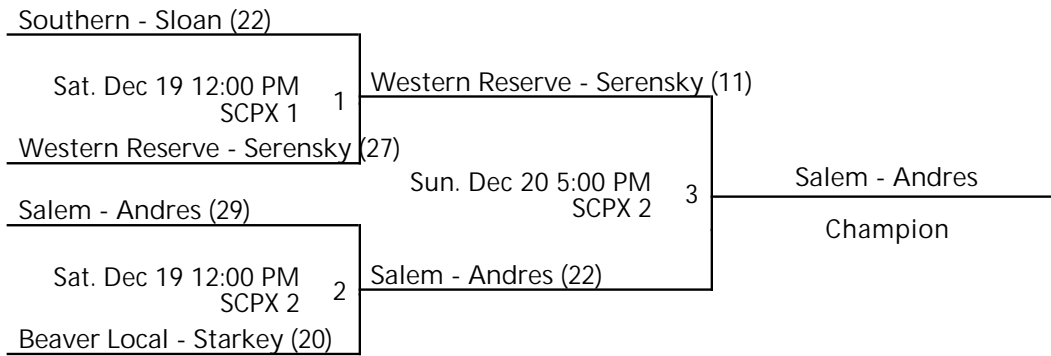 Southern - Sloan (22)
Sat. Dec 19 12:00 PM
SCPX 1
1
Western Reserve - Serensky (27)
Western Reserve - Serensky (11)
Salem - Andres (29)
Sat. Dec 19 12:00 PM
SCPX 2
2
Beaver Local - Starkey (20)
Salem - Andres (22)
Sun. Dec 20 5:00 PM
SCPX 2
3
Salem - Andres
Champion